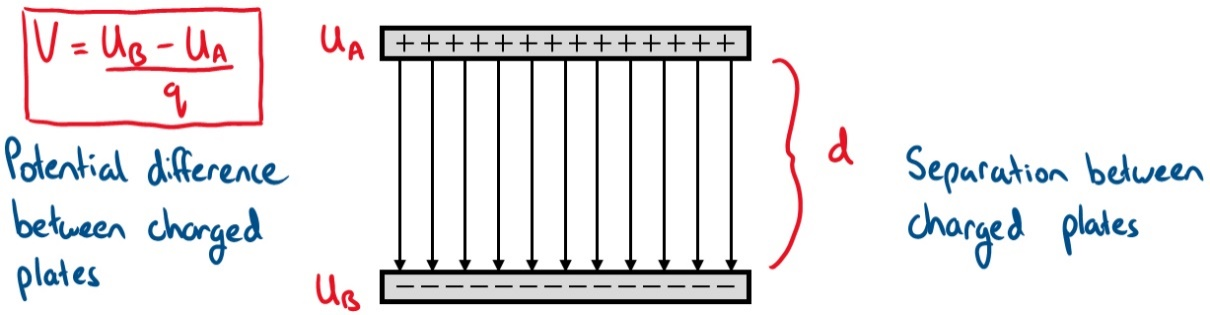 V = U_B - U_A / q
Potential difference
between charged
plates
U_A
+ + + + + + + + + + + + + +
U_B
− − − − − − − − − − − − − − − − − −
d
Separation between
charged plates